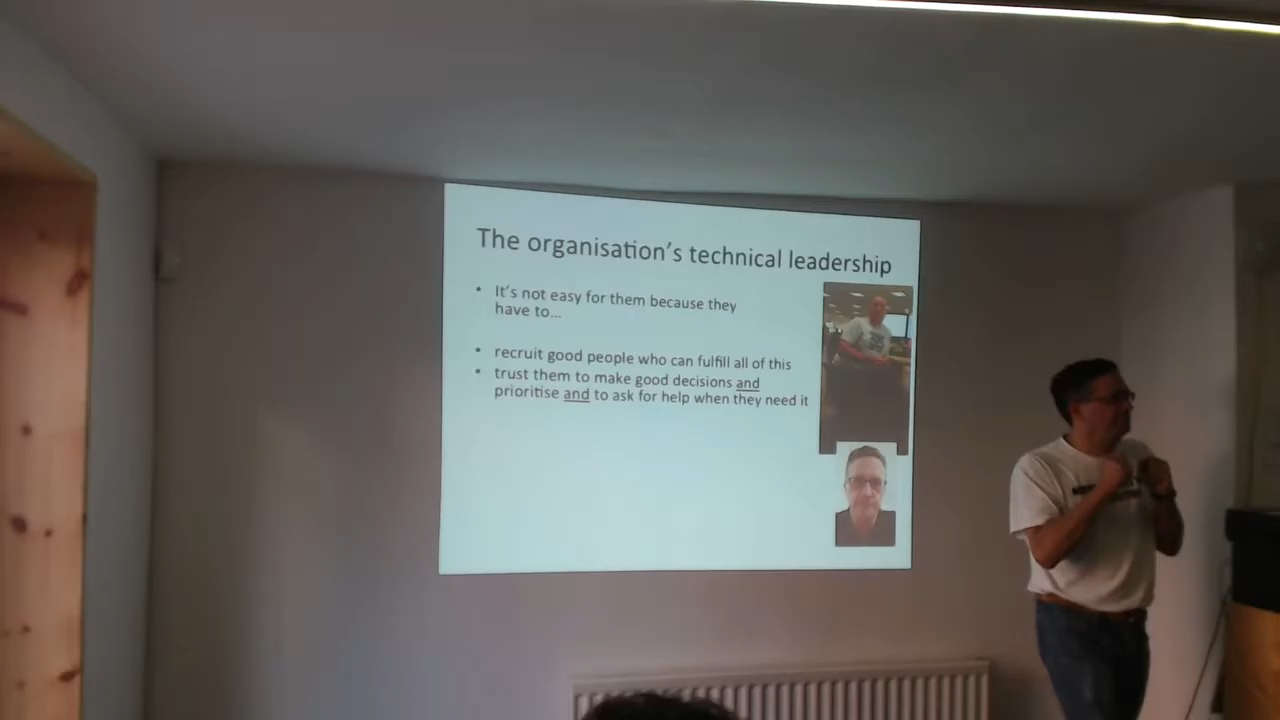 The organisation's technical leadership
• It's not easy for them because they
have to...
• recruit good people who can fulfill all of this
• trust them to make good decisions and
prioritise and to ask for help when they need it